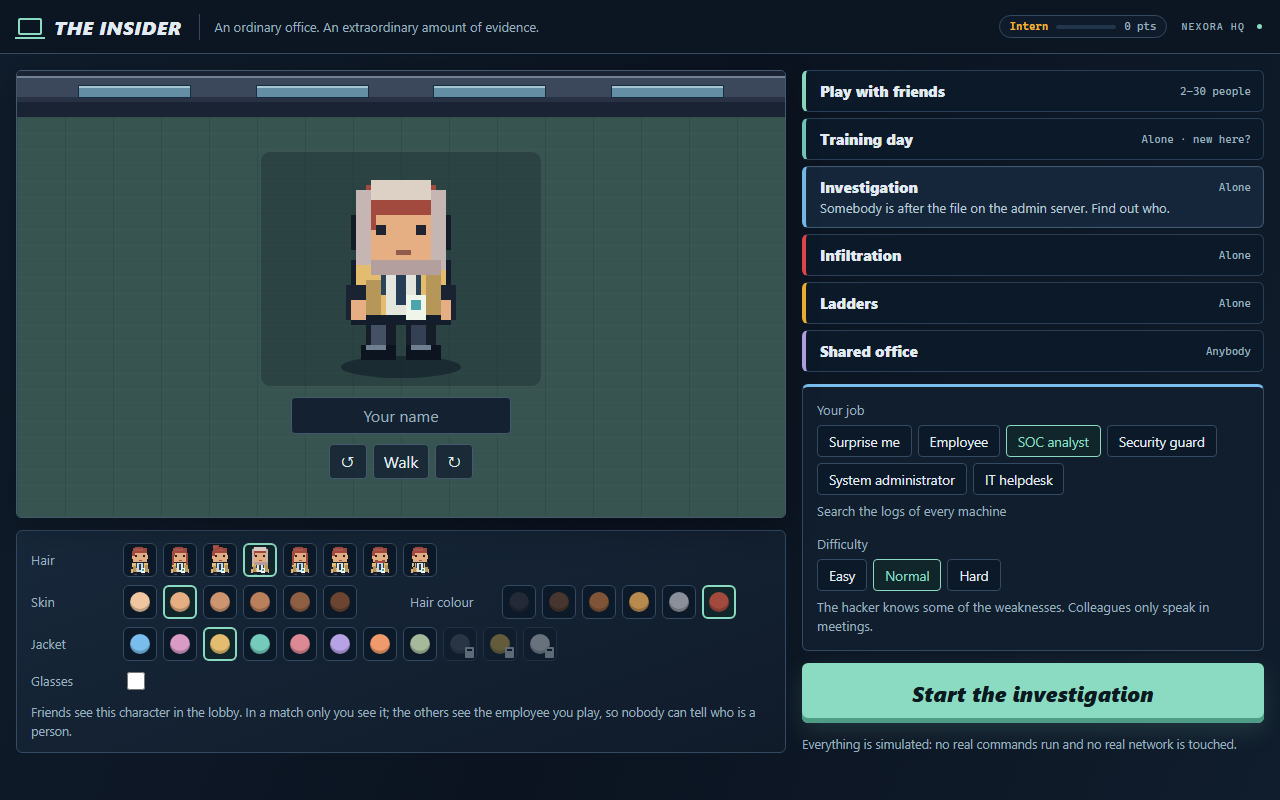 THE INSIDER
An ordinary office. An extraordinary amount of evidence.
Intern 0 pts
NEXORA HQ
Your name
Walk
Hair
Skin
Hair colour
Jacket
Glasses
Friends see this character in the lobby. In a match only you see it; the others see the employee you play, so nobody can tell who is a
person.
Play with friends
2–30 people
Training day
Alone · new here?
Investigation
Alone
Somebody is after the file on the admin server. Find out who.
Infiltration
Alone
Ladders
Alone
Shared office
Anybody
Your job
Surprise me
Employee
SOC analyst
Security guard
System administrator
IT helpdesk
Search the logs of every machine
Difficulty
Easy
Normal
Hard
The hacker knows some of the weaknesses. Colleagues only speak in
meetings.
Start the investigation
Everything is simulated: no real commands run and no real network is touched.